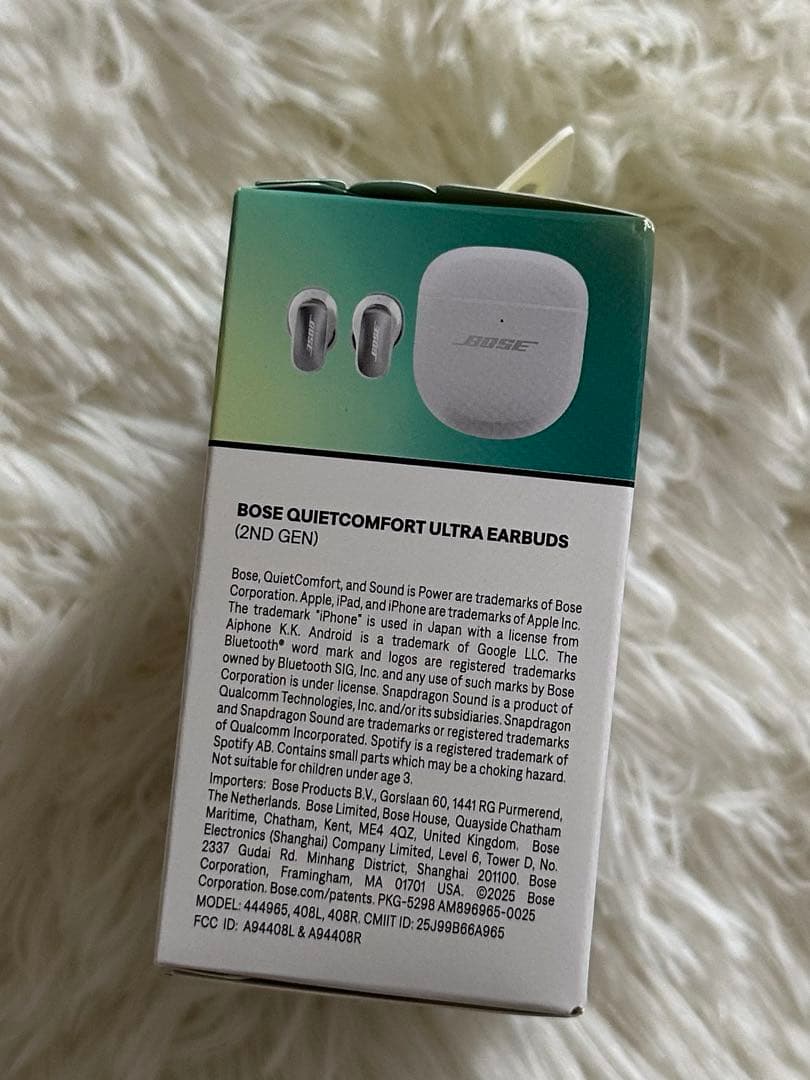 BOSE
BOSE
BOSE
BOSE QUIETCOMFORT ULTRA EARBUDS
(2ND GEN)
Bose, QuietComfort, and Sound is Power are trademarks of Bose
Corporation. Apple, iPad, and iPhone are trademarks of Apple Inc.
The trademark "iPhone" is used in Japan with a license from
Aiphone K.K. Android is a trademark of Google LLC. The
Bluetooth® word mark and logos are registered trademarks
owned by Bluetooth SIG, Inc. and any use of such marks by Bose
Corporation is under license. Snapdragon Sound is a product of
Qualcomm Technologies, Inc. and/or its subsidiaries. Snapdragon
and Snapdragon Sound are trademarks or registered trademarks
of Qualcomm Incorporated. Spotify is a registered trademark of
Spotify AB. Contains small parts which may be a choking hazard.
Not suitable for children under age 3.
Importers: Bose Products B.V., Gorslaan 60, 1441 RG Purmerend,
The Netherlands. Bose Limited, Bose House, Quayside Chatham
Maritime, Chatham, Kent, ME4 4QZ, United Kingdom. Bose
Electronics (Shanghai) Company Limited, Level 6, Tower D, No.
2337 Gudai Rd. Minhang District, Shanghai 201100. Bose
Corporation, Framingham, MA 01701 USA. ©2025 Bose
Corporation. Bose.com/patents. PKG-5298 AM896965-0025
MODEL: 444965, 408L, 408R. CMIIT ID: 25J99B66A965
FCC ID: A94408L & A94408R